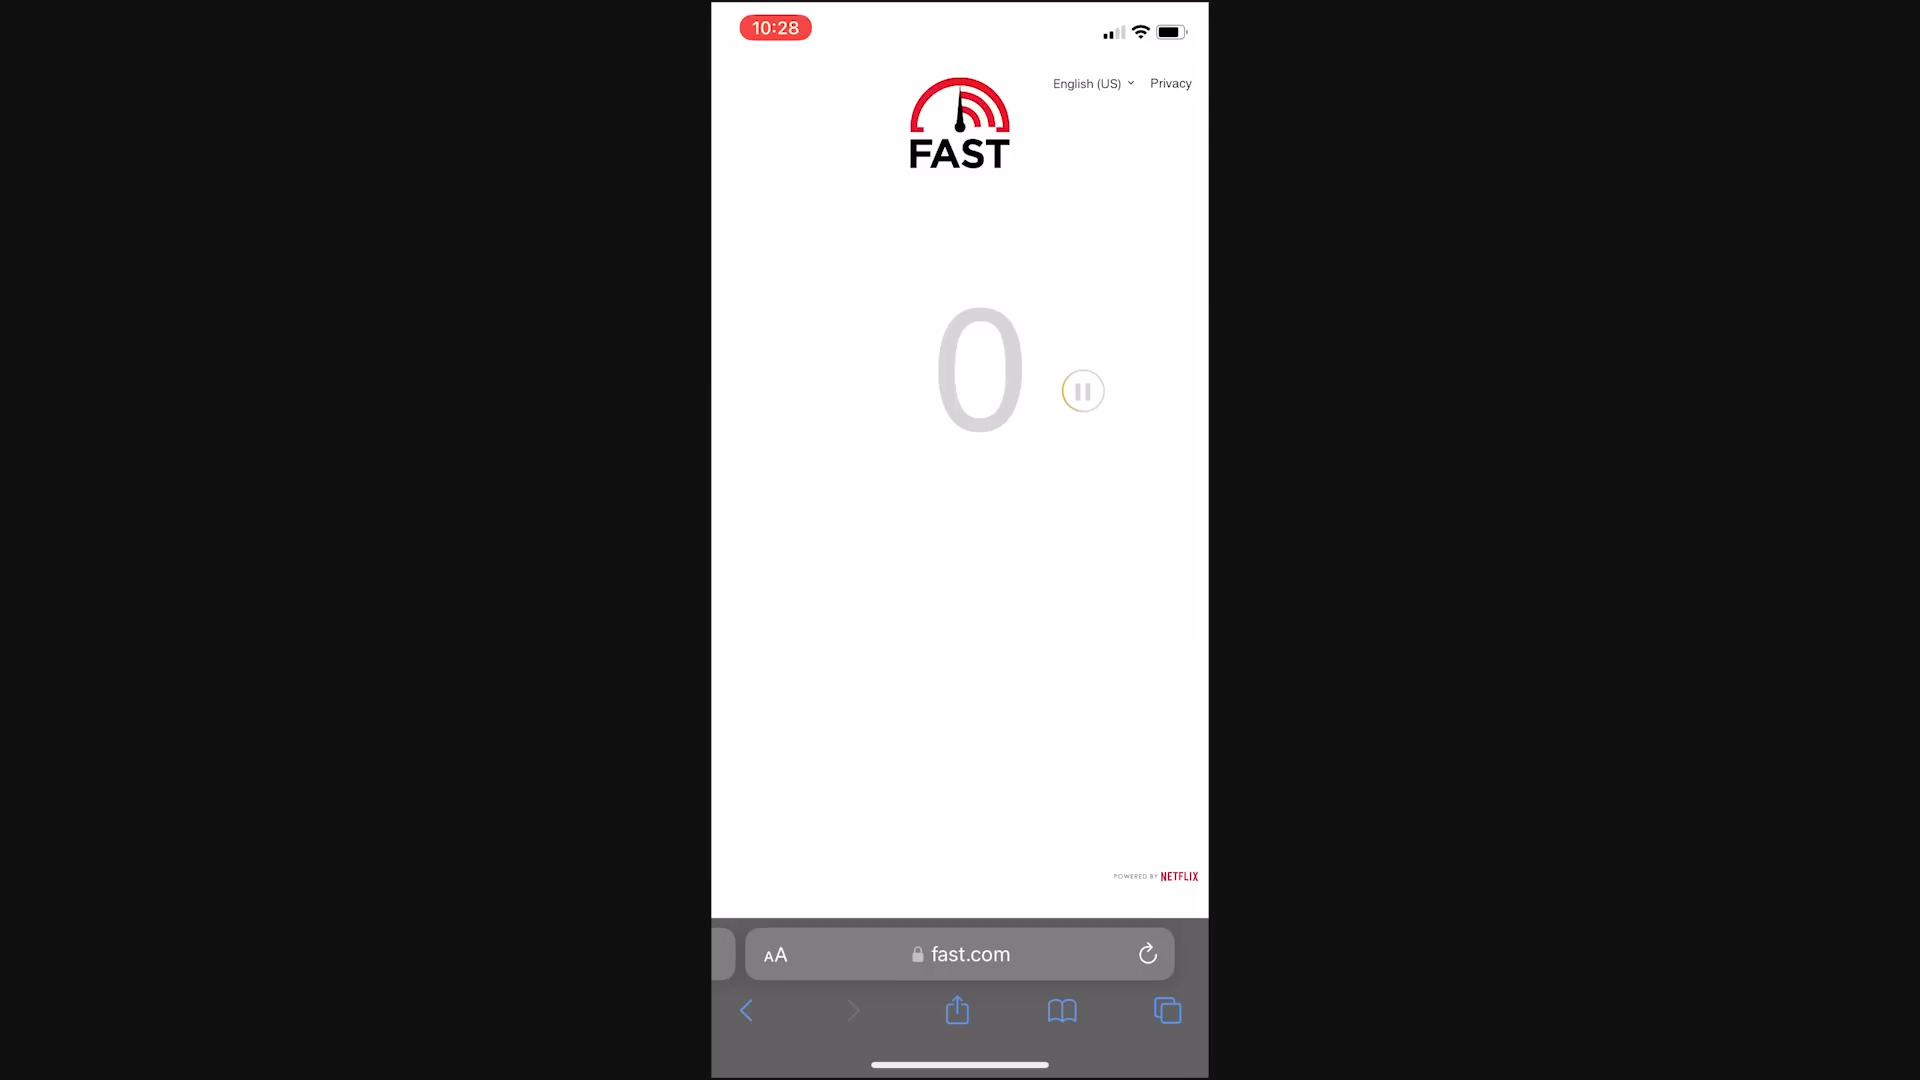 10:28
English (US) Privacy
FAST
0
POWERED BY NETFLIX
AA fast.com